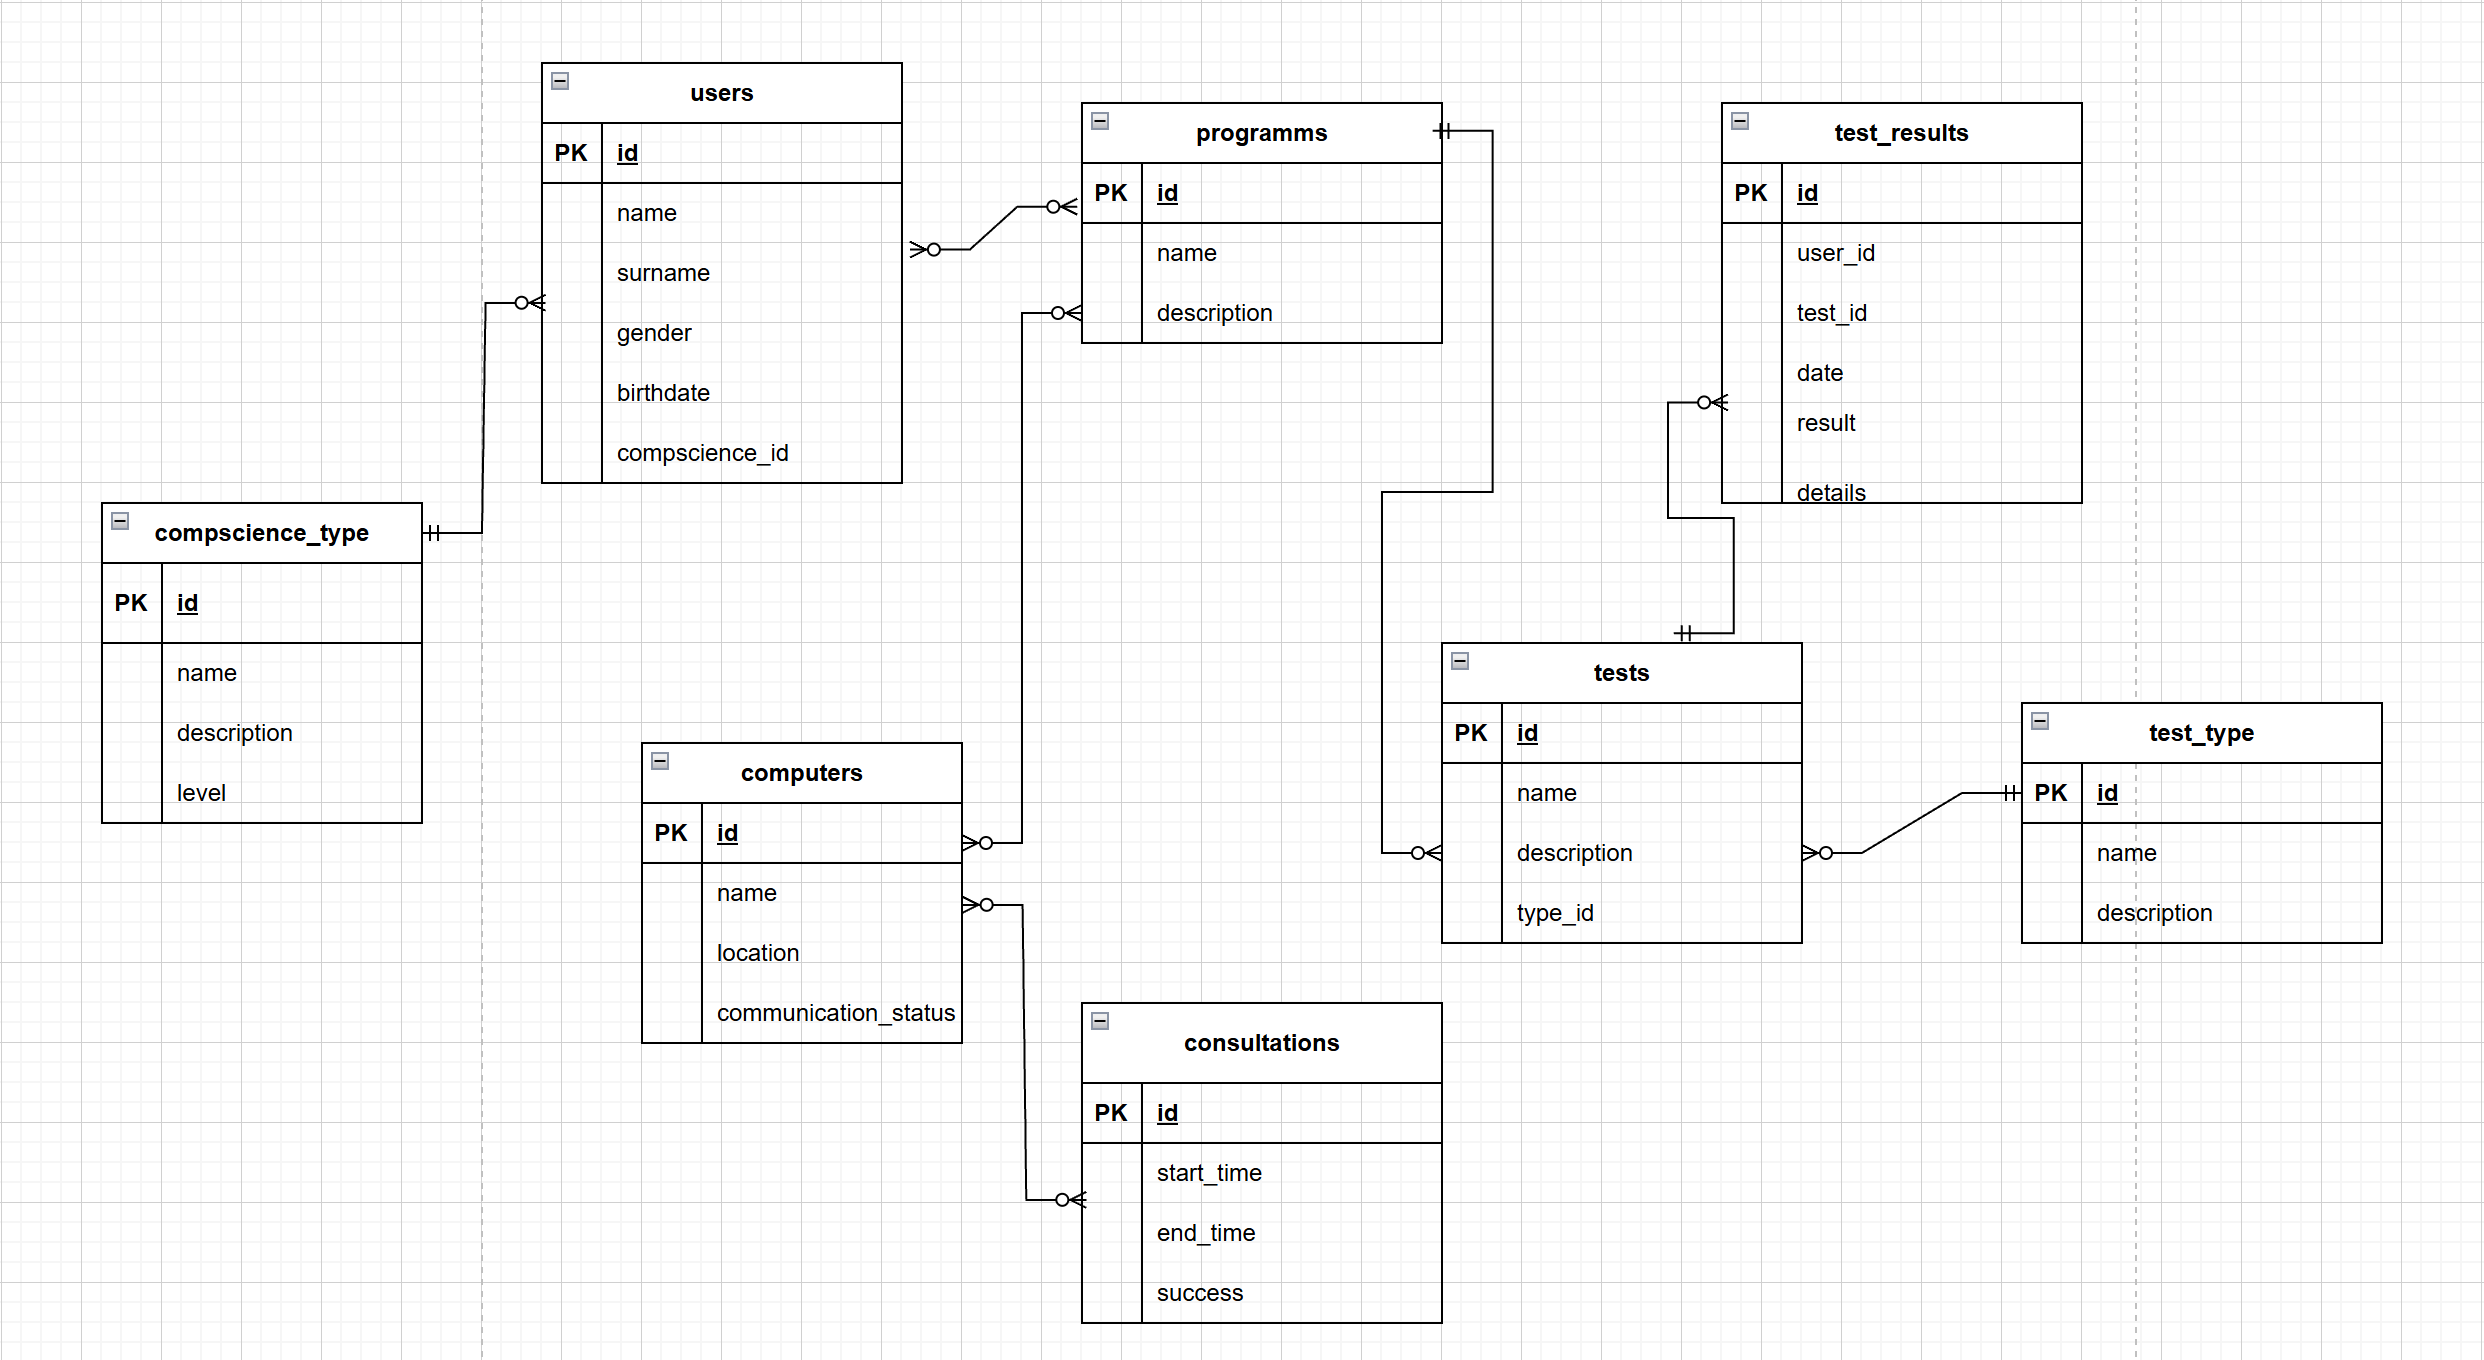 users
PK id
name
surname
gender
birthdate
compscience_id
programms
PK id
name
description
test_results
PK id
user_id
test_id
date
result
details
compscience_type
PK id
name
description
level
computers
PK id
name
location
communication_status
tests
PK id
name
description
type_id
test_type
PK id
name
description
consultations
PK id
start_time
end_time
success